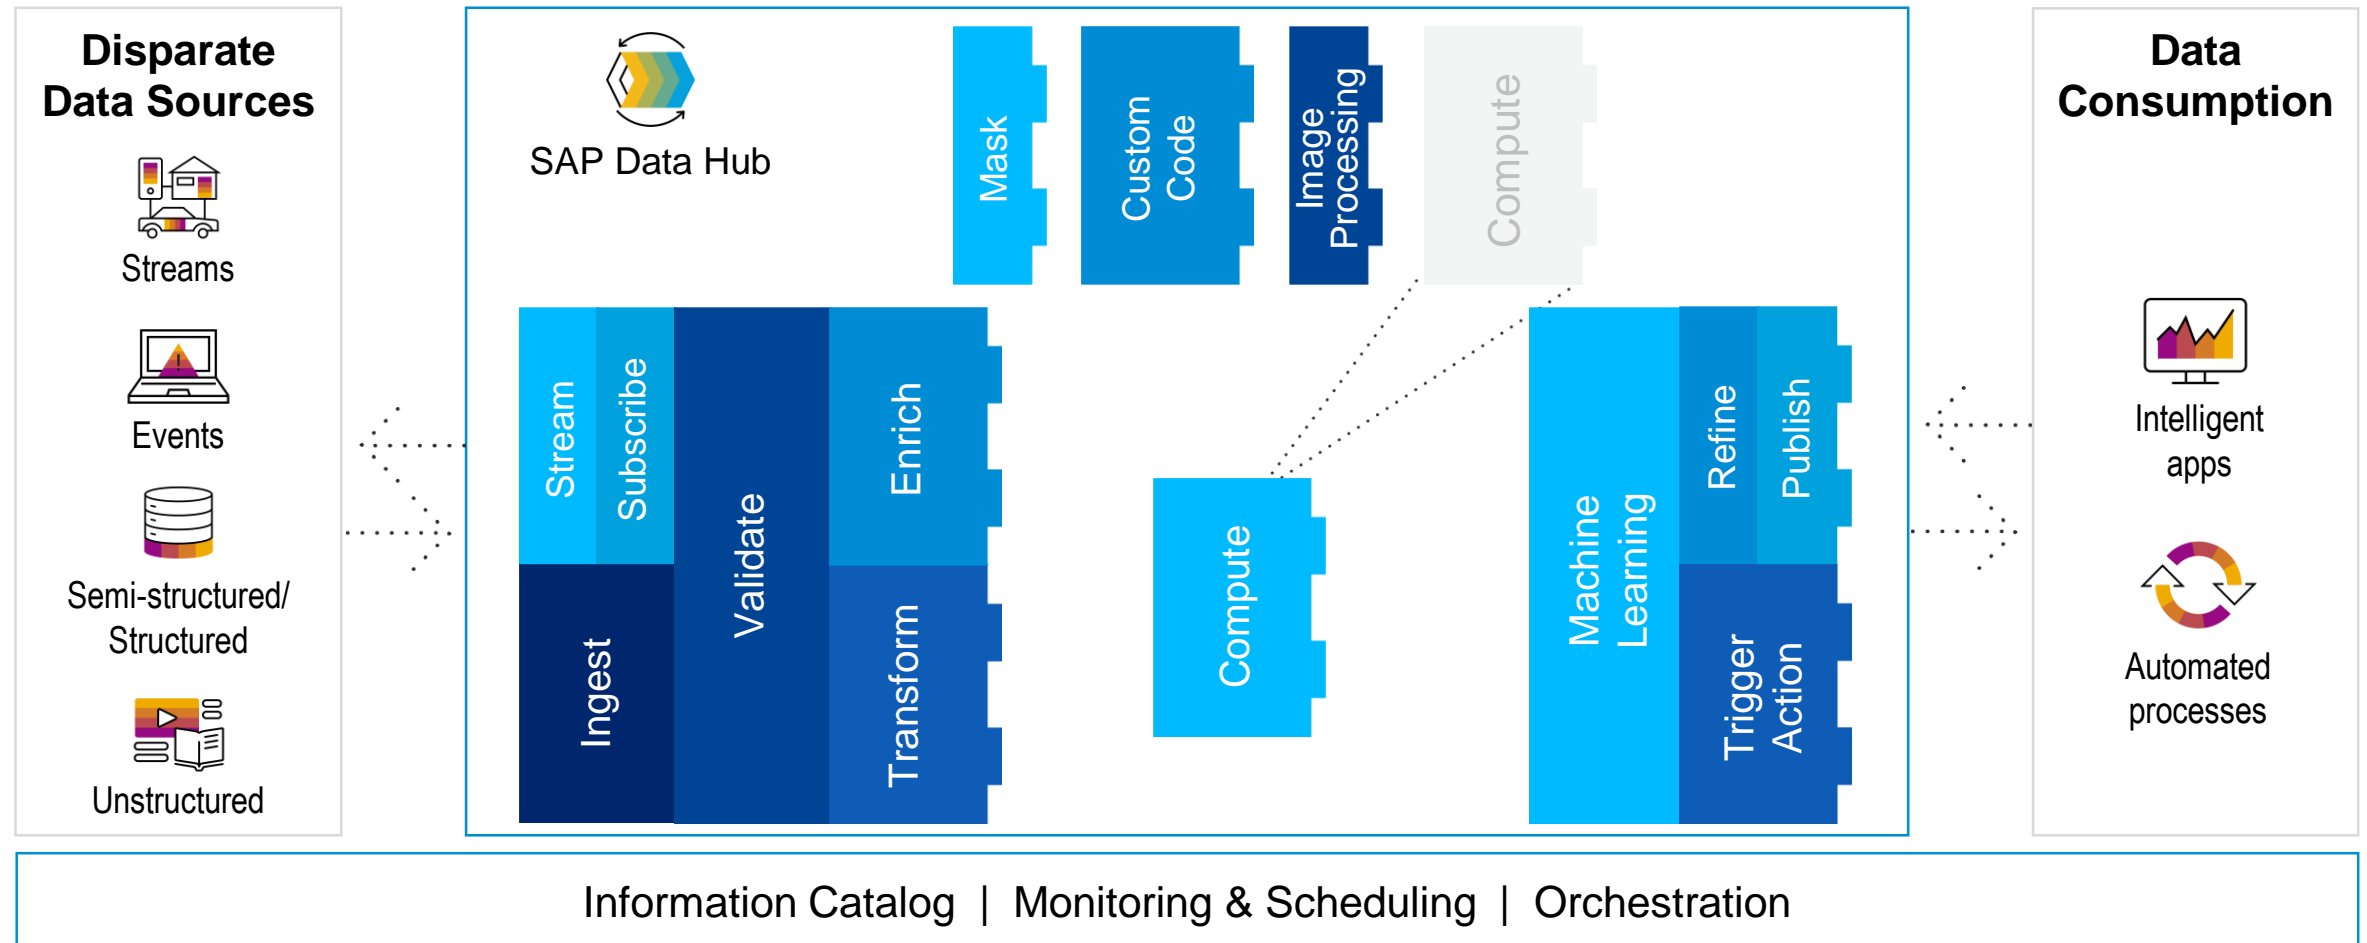 Disparate
Data Sources
Streams
Events
Semi-structured/
Structured
Unstructured
SAP Data Hub
Mask
Custom
Code
Image
Processing
Compute
Stream
Subscribe
Ingest
Validate
Enrich
Transform
Compute
Machine
Learning
Refine
Publish
Trigger
Action
Data
Consumption
Intelligent
apps
Automated
processes
Information Catalog | Monitoring & Scheduling | Orchestration